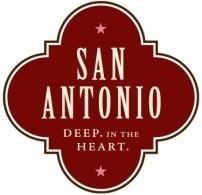 SAN
ANTONIO
DEEP. IN THE
HEART.